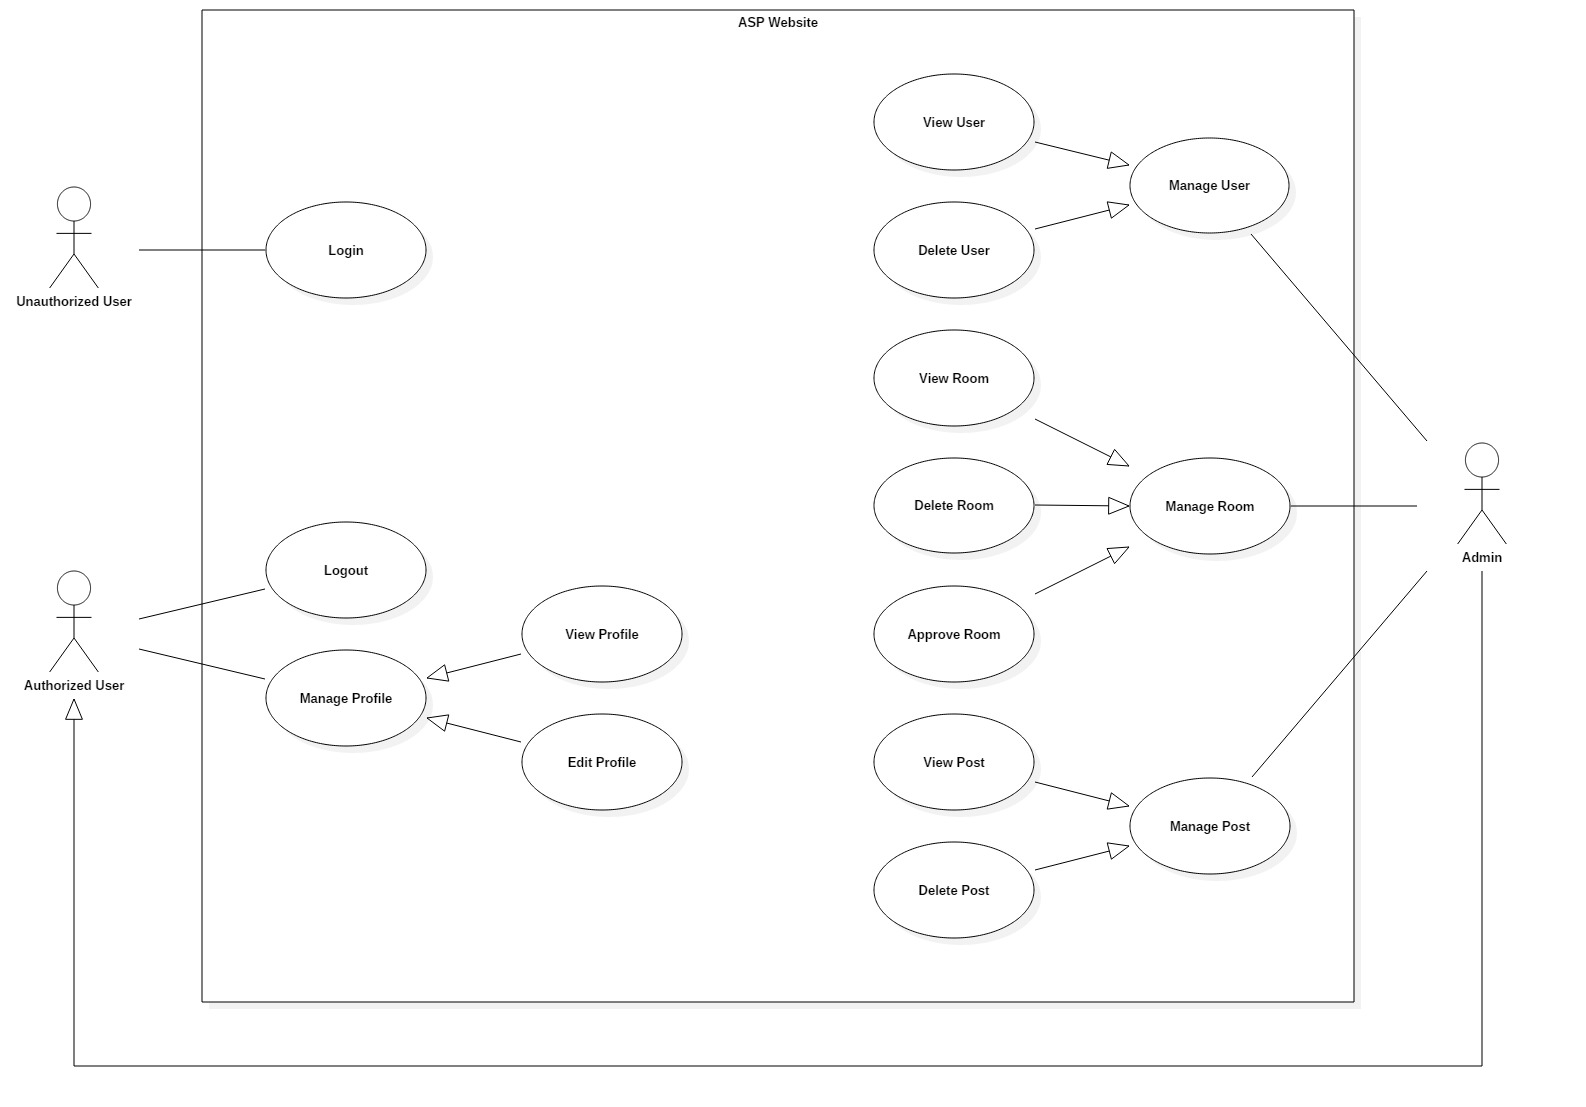 ASP Website
View User
Manage User
Login
Delete User
Unauthorized User
View Room
Delete Room
Manage Room
Admin
Logout
View Profile
Approve Room
Authorized User
Manage Profile
Edit Profile
View Post
Manage Post
Delete Post